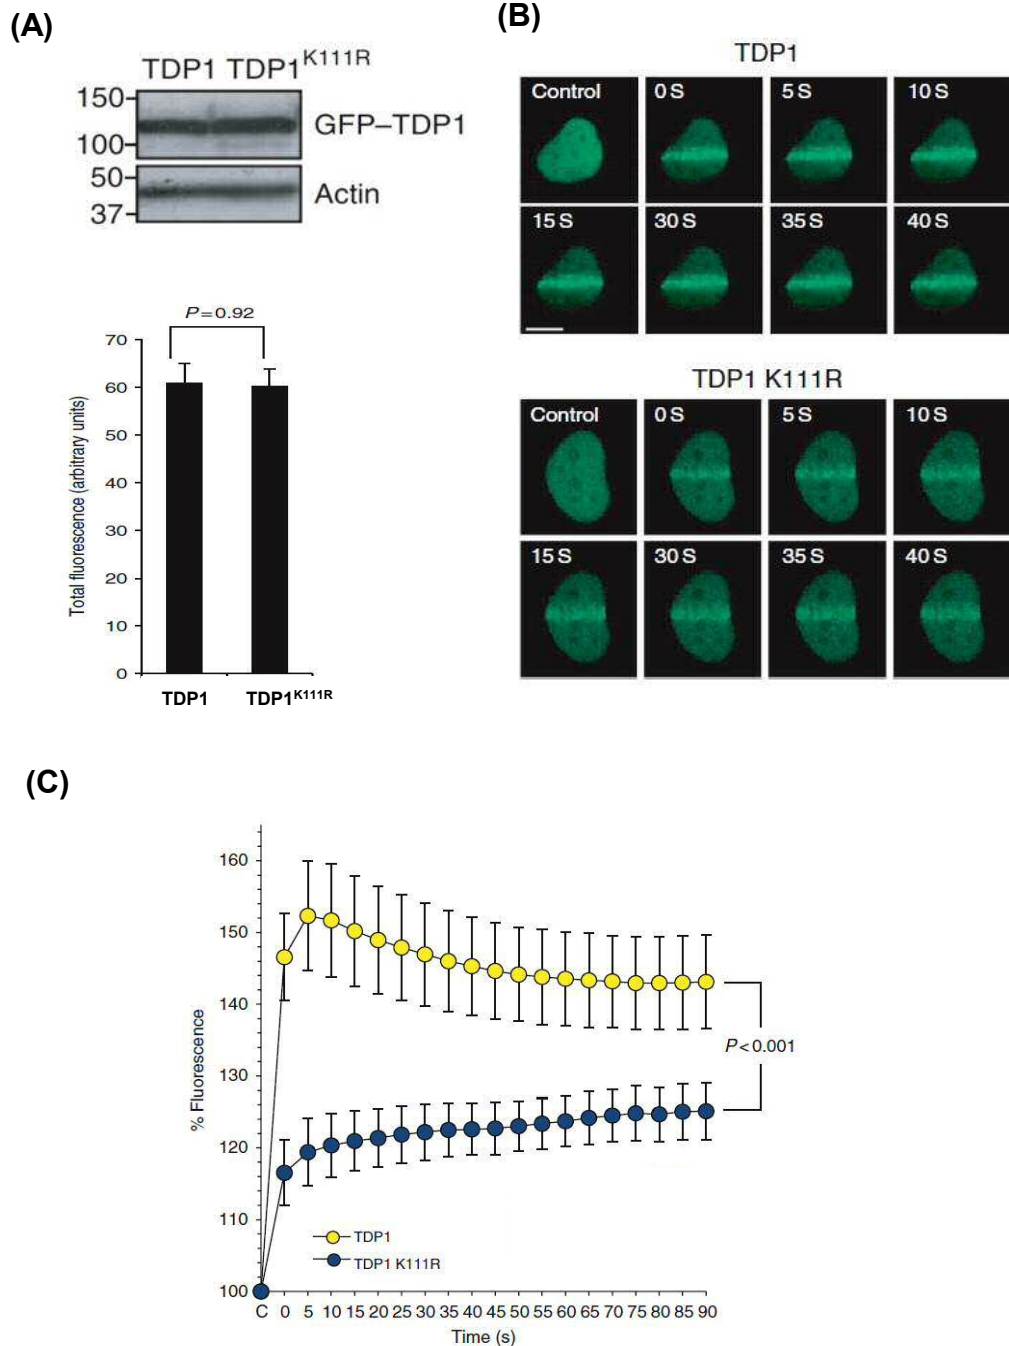 (A)
TDP1 TDP1K111R
150
100
GFP–TDP1
50
37
Actin
P=0.92
70
60
50
40
30
20
10
0
Total fluorescence (arbitrary units)
TDP1 TDP1K111R
(B)
TDP1
Control 0 S 5 S 10 S
15 S 30 S 35 S 40 S
TDP1 K111R
Control 0 S 5 S 10 S
15 S 30 S 35 S 40 S
(C)
160
150
140
130
120
110
100
% Fluorescence
P<0.001
TDP1
TDP1 K111R
C 0 5 10 15 20 25 30 35 40 45 50 55 60 65 70 75 80 85 90
Time (s)